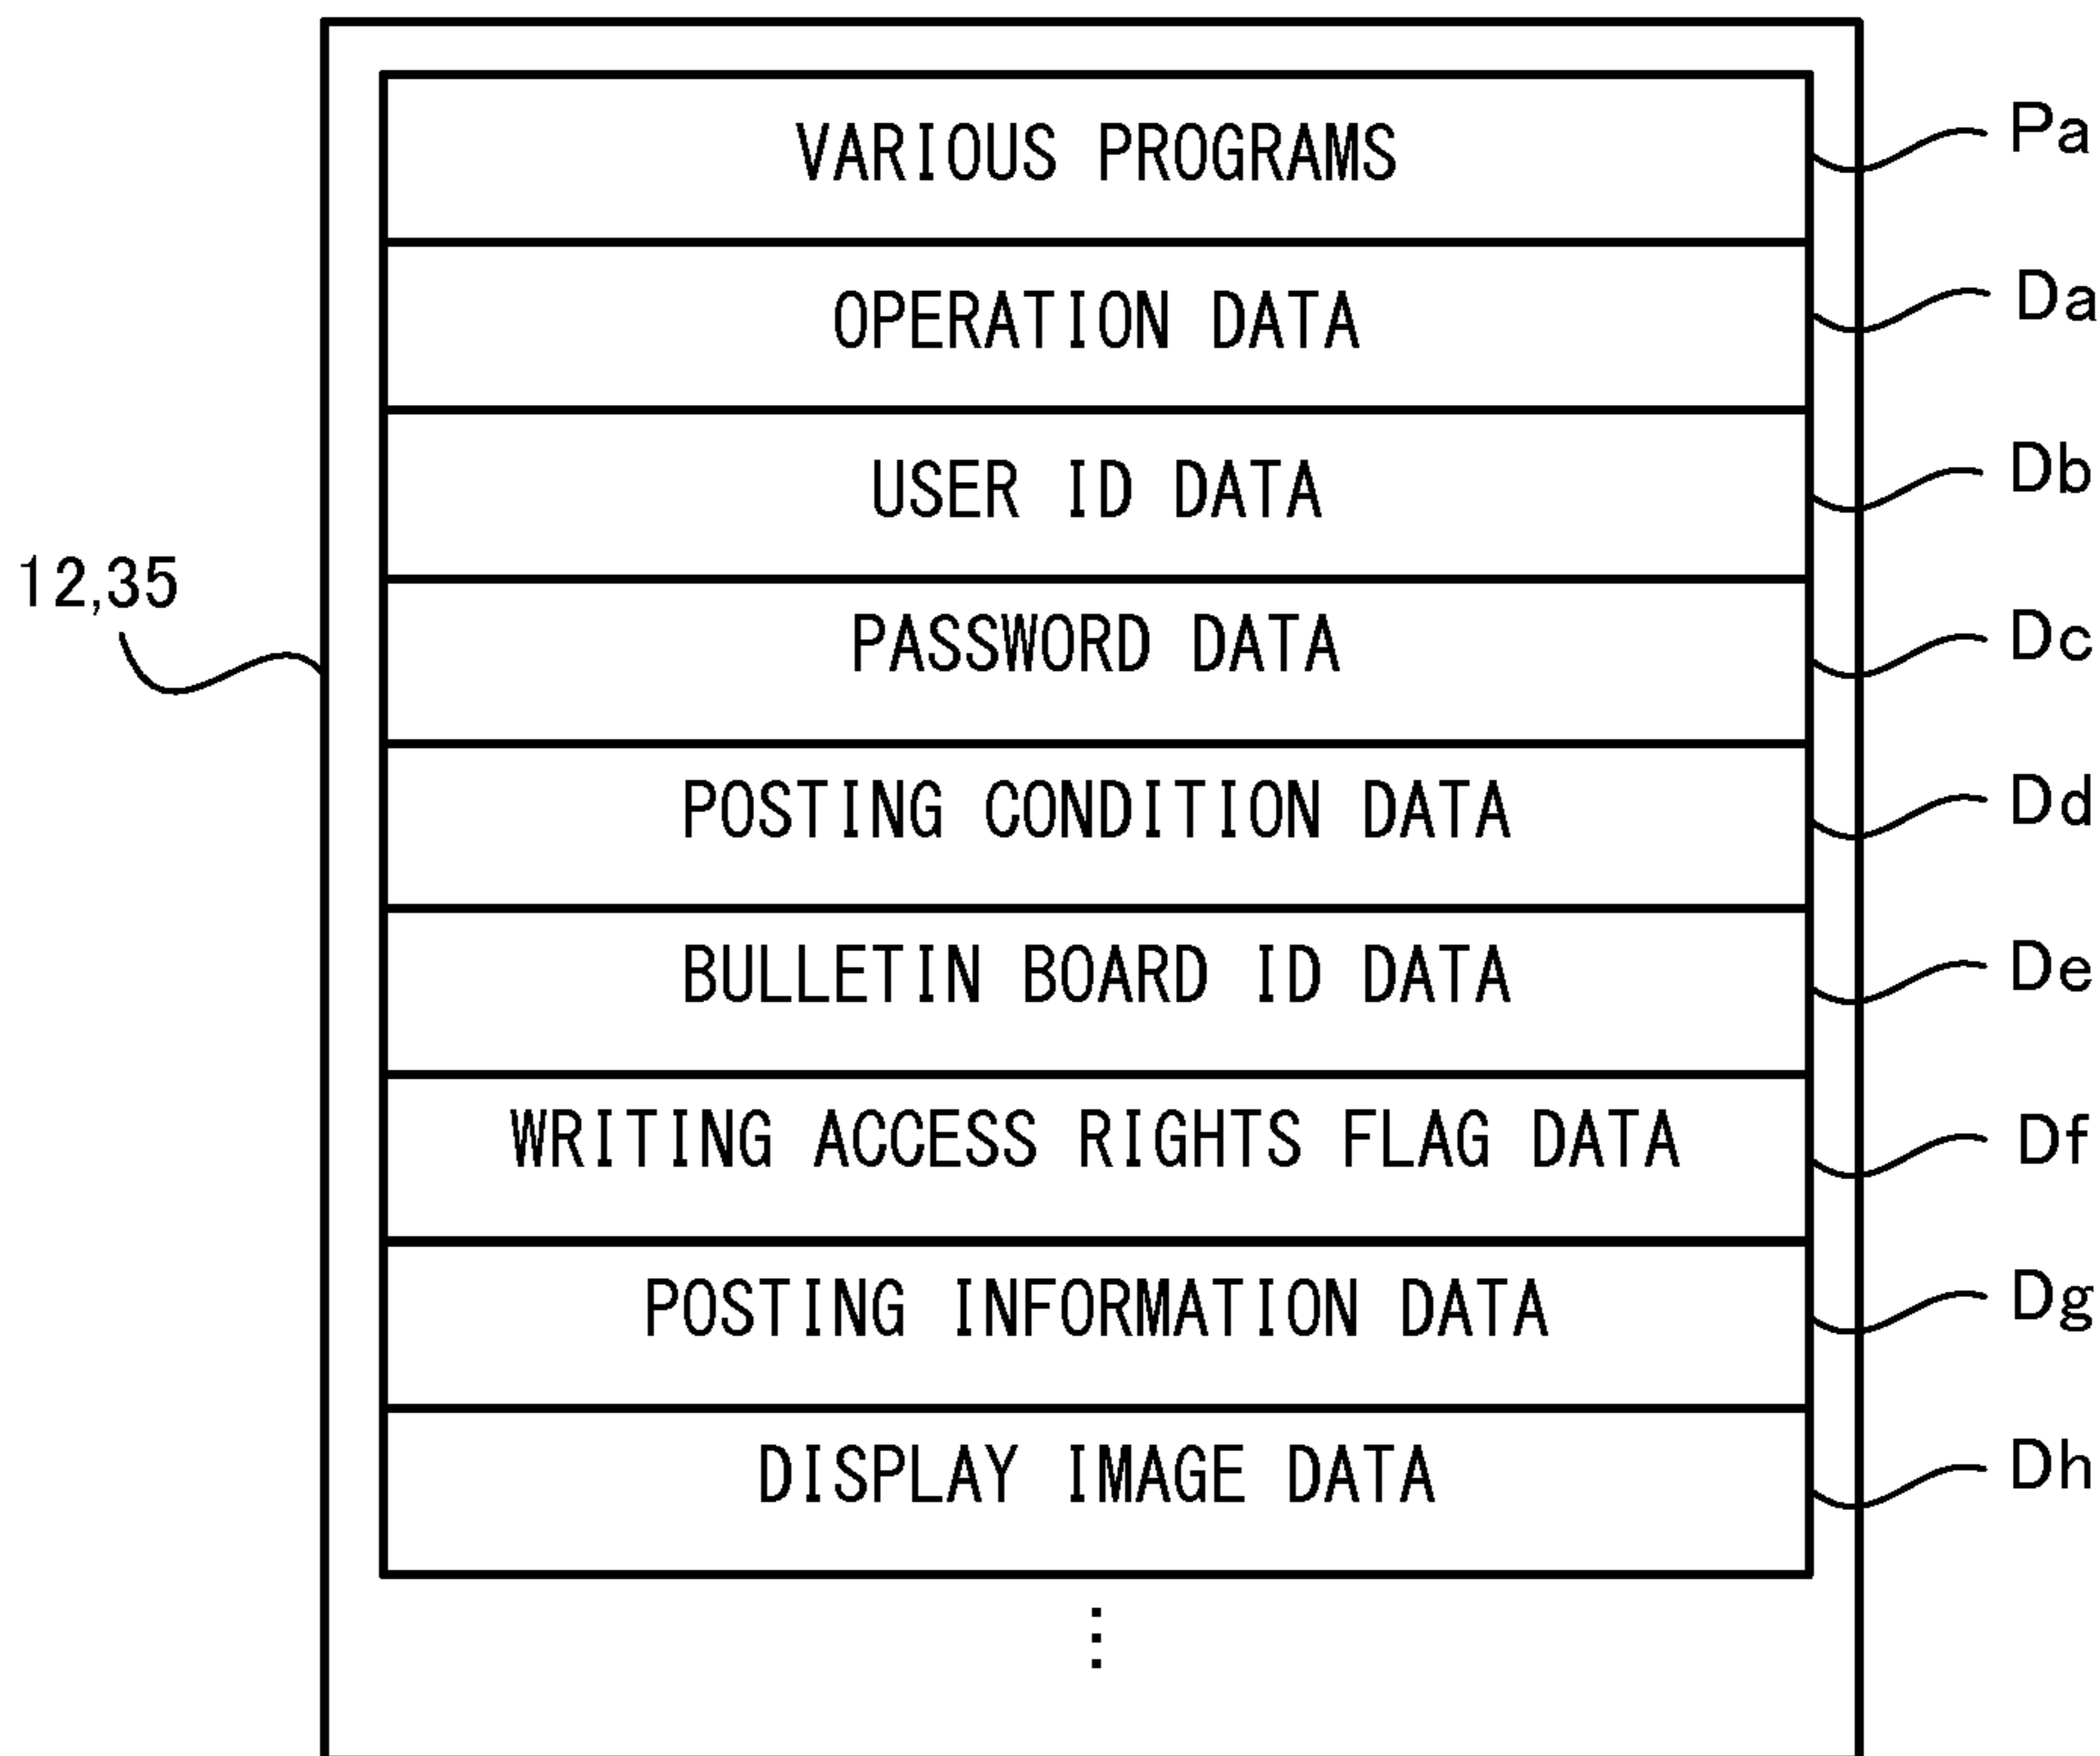 VARIOUS PROGRAMS Pa
OPERATION DATA Da
USER ID DATA Db
12,35
PASSWORD DATA Dc
POSTING CONDITION DATA Dd
BULLETIN BOARD ID DATA De
WRITING ACCESS RIGHTS FLAG DATA Df
POSTING INFORMATION DATA Dg
DISPLAY IMAGE DATA Dh
⋮